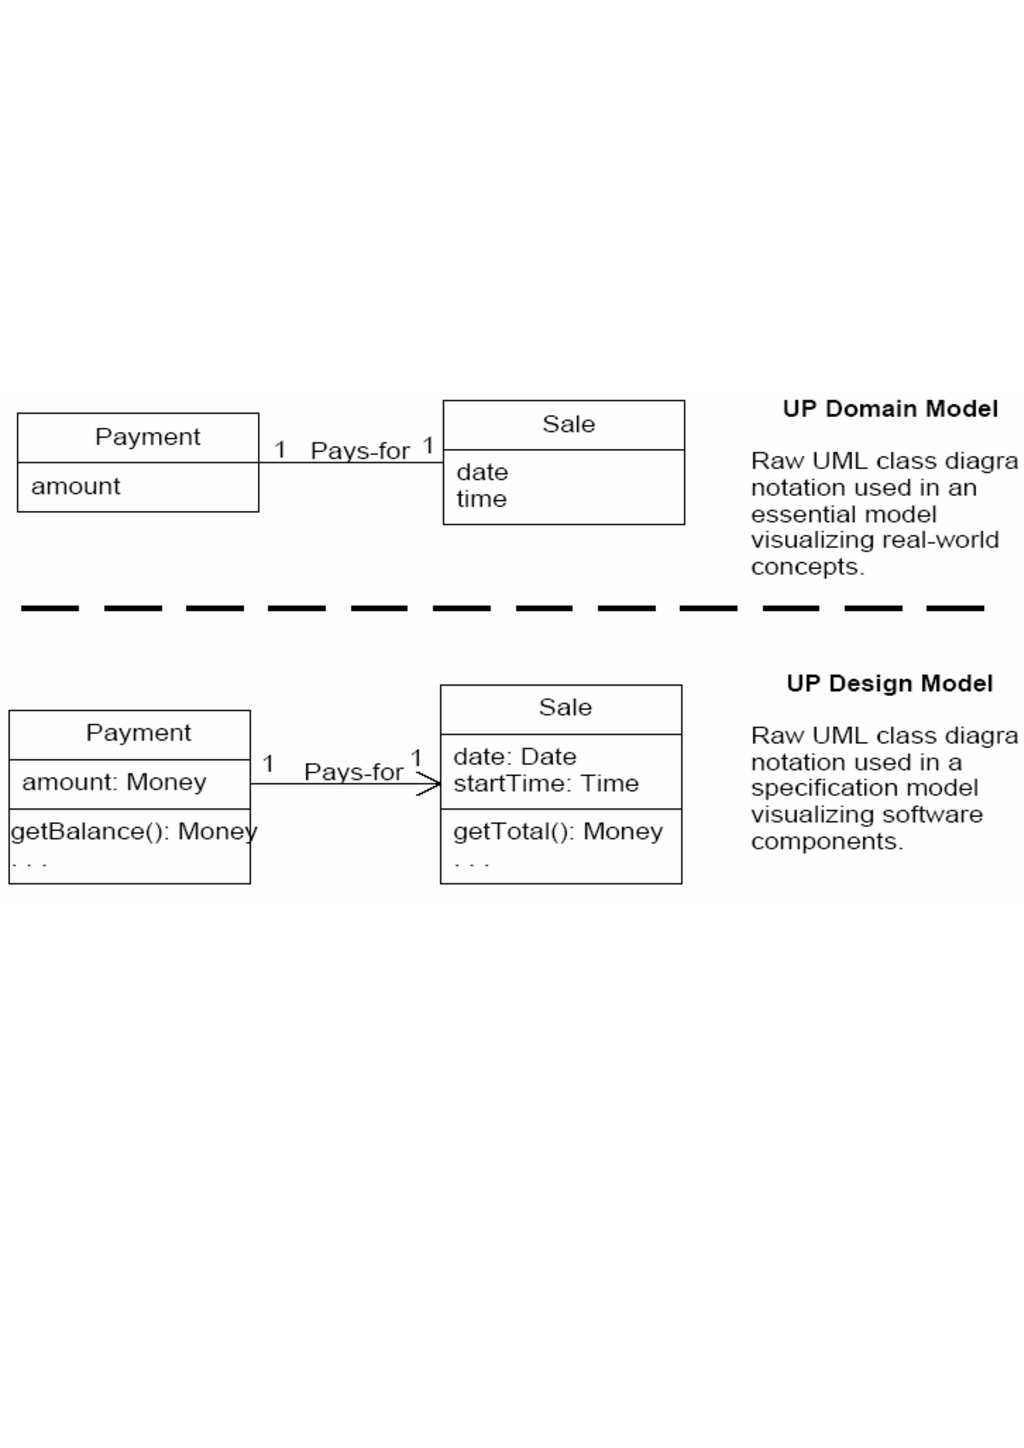 Payment
amount
1 Pays-for 1
Sale
date
time
UP Domain Model
Raw UML class diagra
notation used in an
essential model
visualizing real-world
concepts.
Payment
amount: Money
getBalance(): Money
. . .
1 Pays-for 1
Sale
date: Date
startTime: Time
getTotal(): Money
. . .
UP Design Model
Raw UML class diagra
notation used in a
specification model
visualizing software
components.